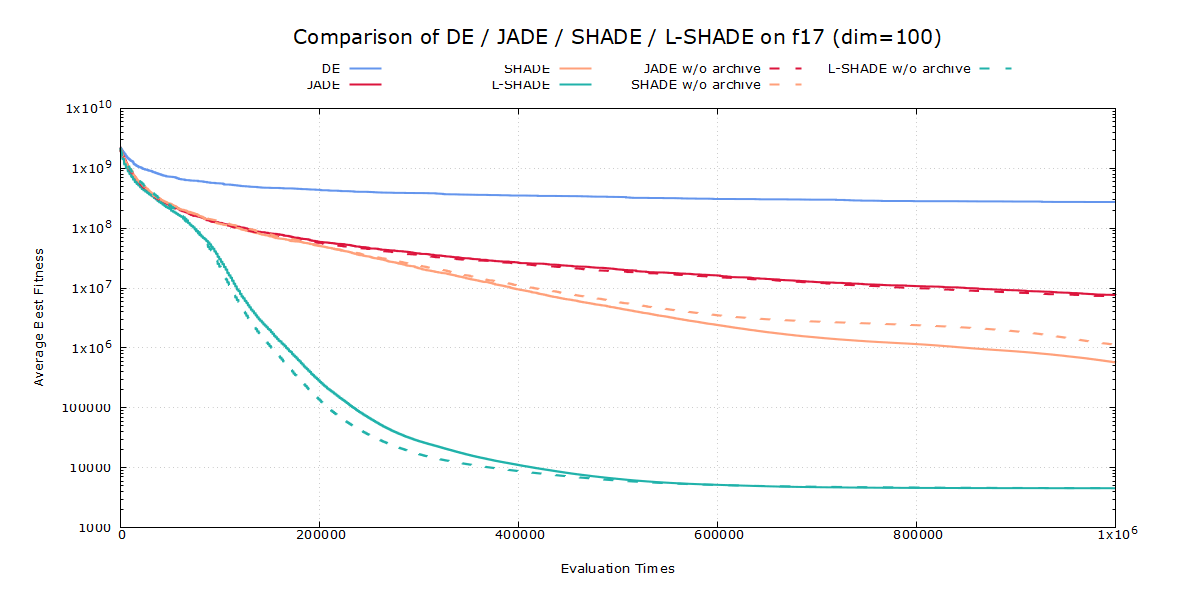 Comparison of DE / JADE / SHADE / L-SHADE on f17 (dim=100)
DE SHADE JADE w/o archive L-SHADE w/o archive
JADE L-SHADE SHADE w/o archive
1x10^10
1x10^9
1x10^8
1x10^7
1x10^6
100000
10000
1000
Average Best Fitness
0 200000 400000 600000 800000 1x10^6
Evaluation Times